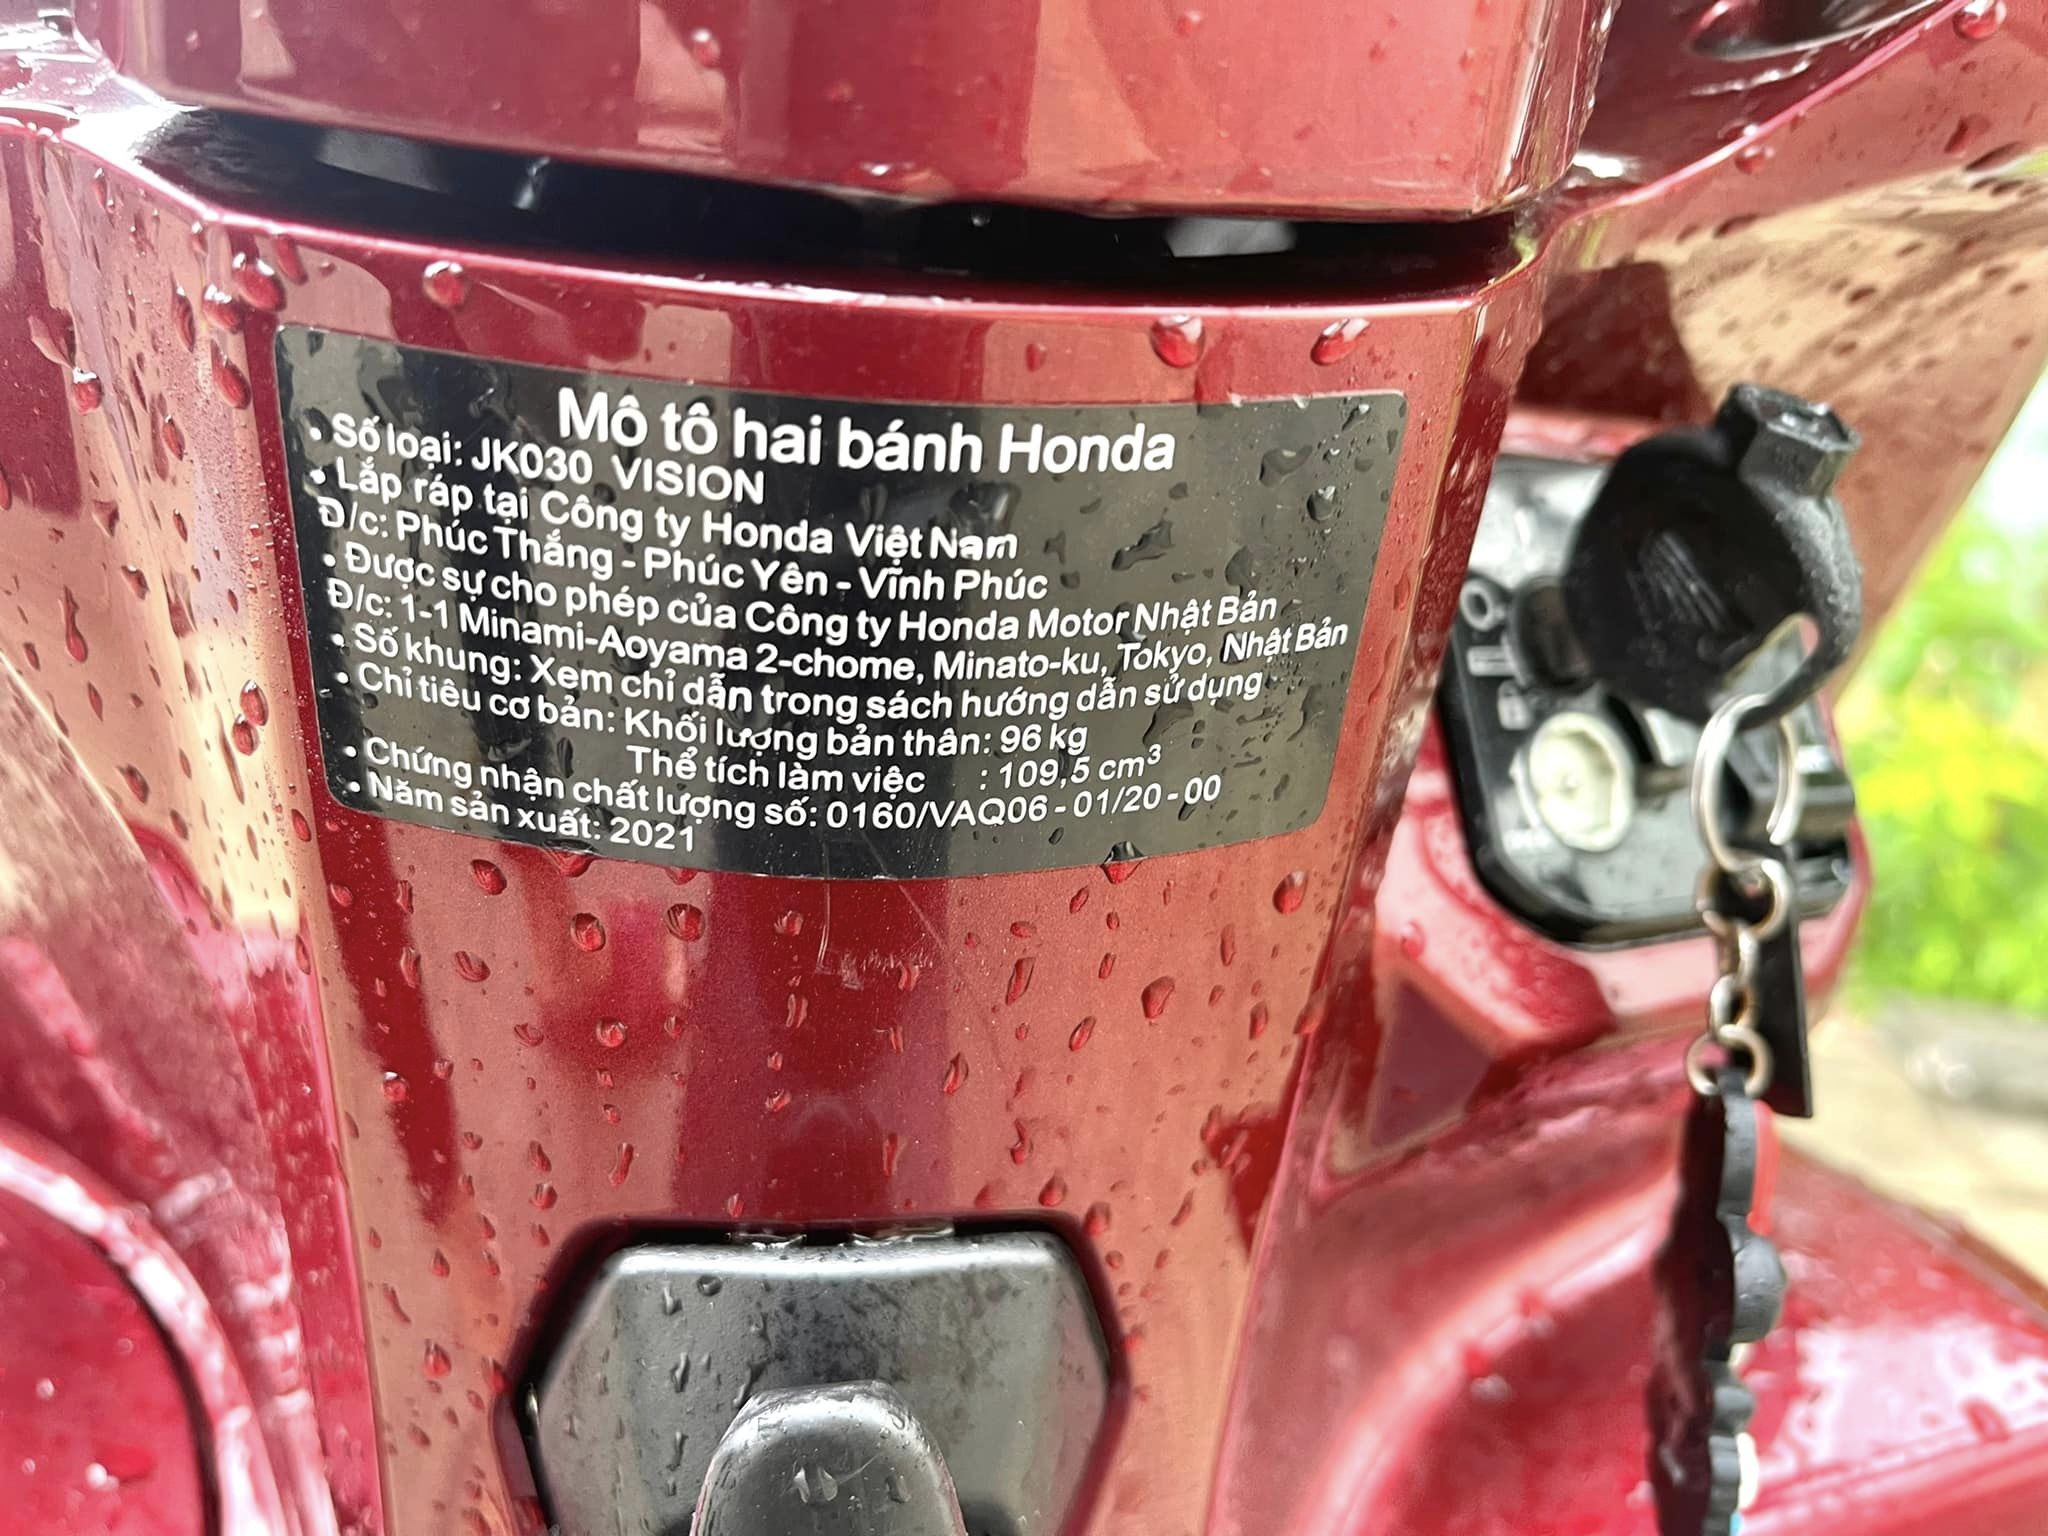 Mô tô hai bánh Honda
• Số loại: JK030 VISION
• Lắp ráp tại Công ty Honda Việt Nam
Đ/c: Phúc Thắng - Phúc Yên - Vĩnh Phúc
• Được sự cho phép của Công ty Honda Motor Nhật Bản
Đ/c: 1-1 Minami-Aoyama 2-chome, Minato-ku, Tokyo, Nhật Bản
• Số khung: Xem chỉ dẫn trong sách hướng dẫn sử dụng
• Chỉ tiêu cơ bản: Khối lượng bản thân: 96 kg
Thể tích làm việc : 109,5 cm³
• Chứng nhận chất lượng số: 0160/VAQ06 - 01/20 - 00
• Năm sản xuất: 2021